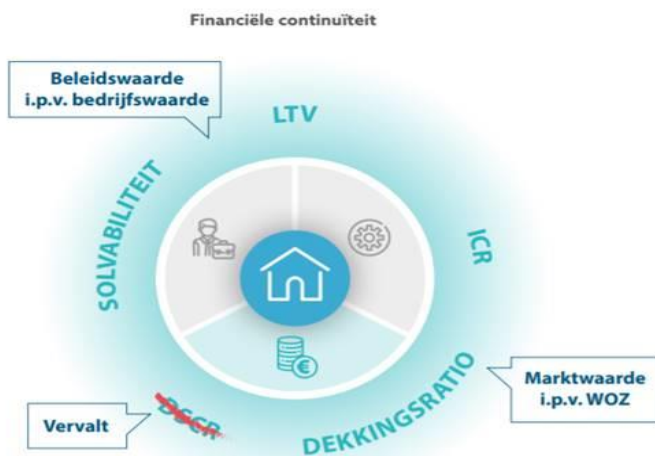 Financiële continuïteit
Beleidswaarde
i.p.v. bedrijfswaarde
LTV
SOLVABILITEIT
ICR
€
Marktwaarde
i.p.v. WOZ
DSCR
Vervalt
DEKKINGSRATIO